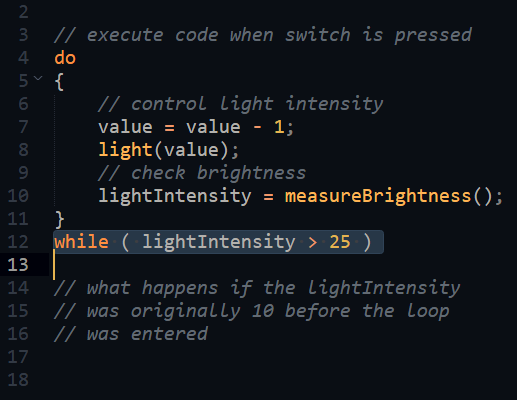 2
3 // execute code when switch is pressed
4 do
5 {
6 // control light intensity
7 value = value - 1;
8 light(value);
9 // check brightness
10 lightIntensity = measureBrightness();
11 }
12 while ( lightIntensity > 25 )
13
14 // what happens if the lightIntensity
15 // was originally 10 before the loop
16 // was entered
17
18